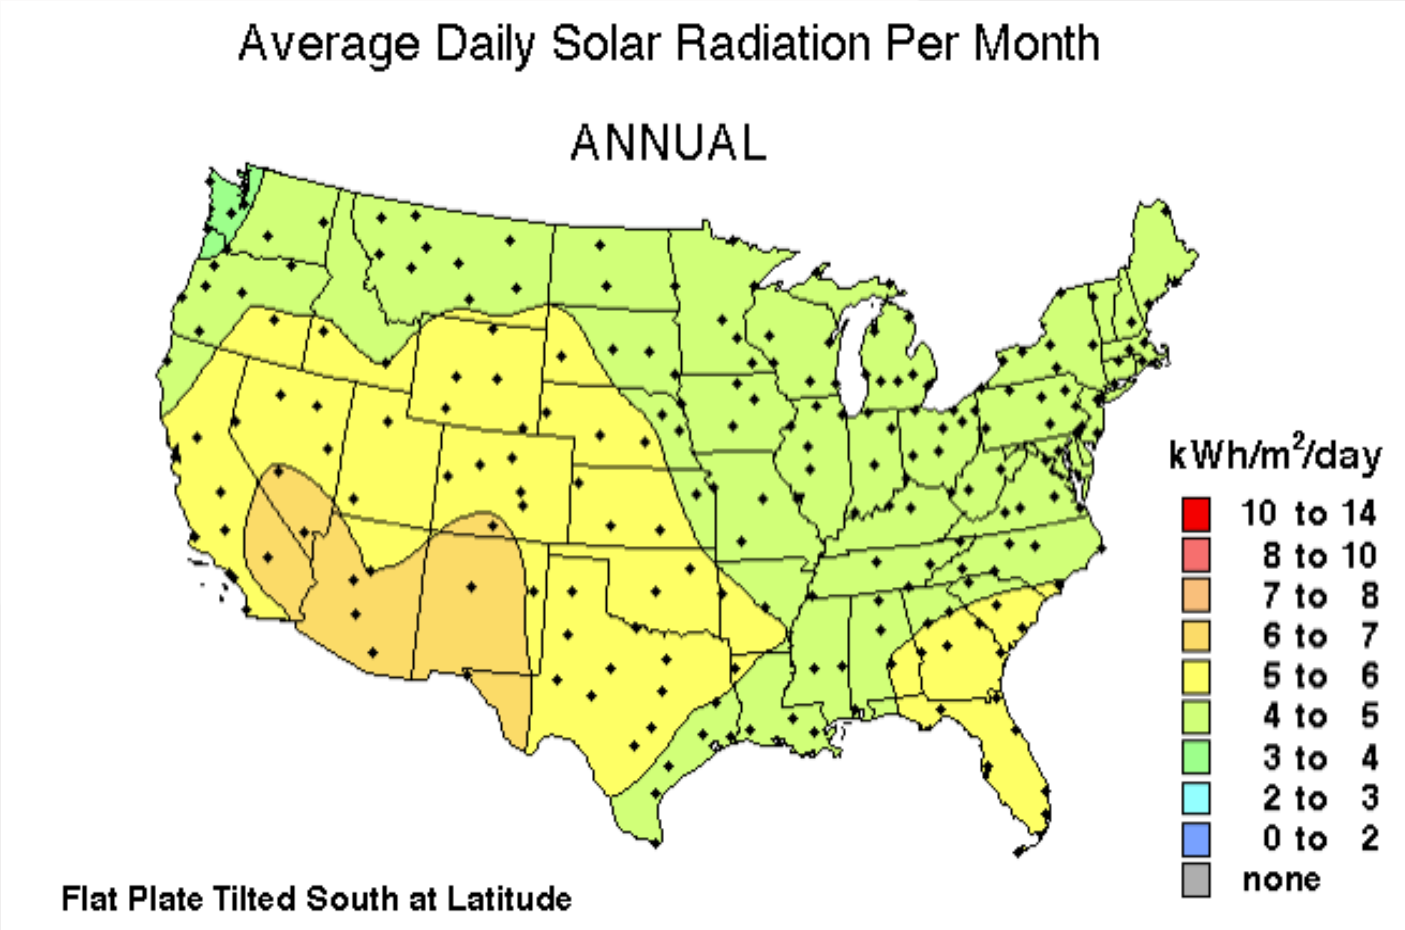 Average Daily Solar Radiation Per Month
ANNUAL
kWh/m²/day
10 to 14
8 to 10
7 to 8
6 to 7
5 to 6
4 to 5
3 to 4
2 to 3
0 to 2
none
Flat Plate Tilted South at Latitude